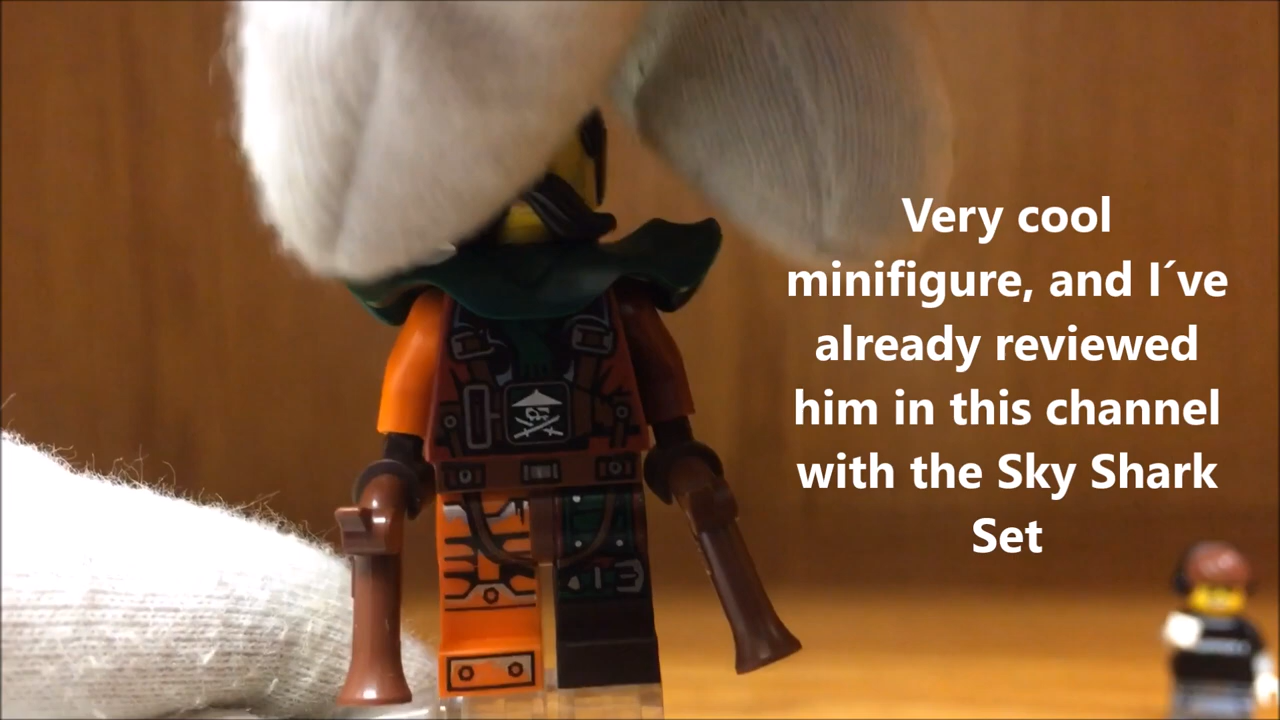 Very cool
minifigure, and I´ve
already reviewed
him in this channel
with the Sky Shark
Set